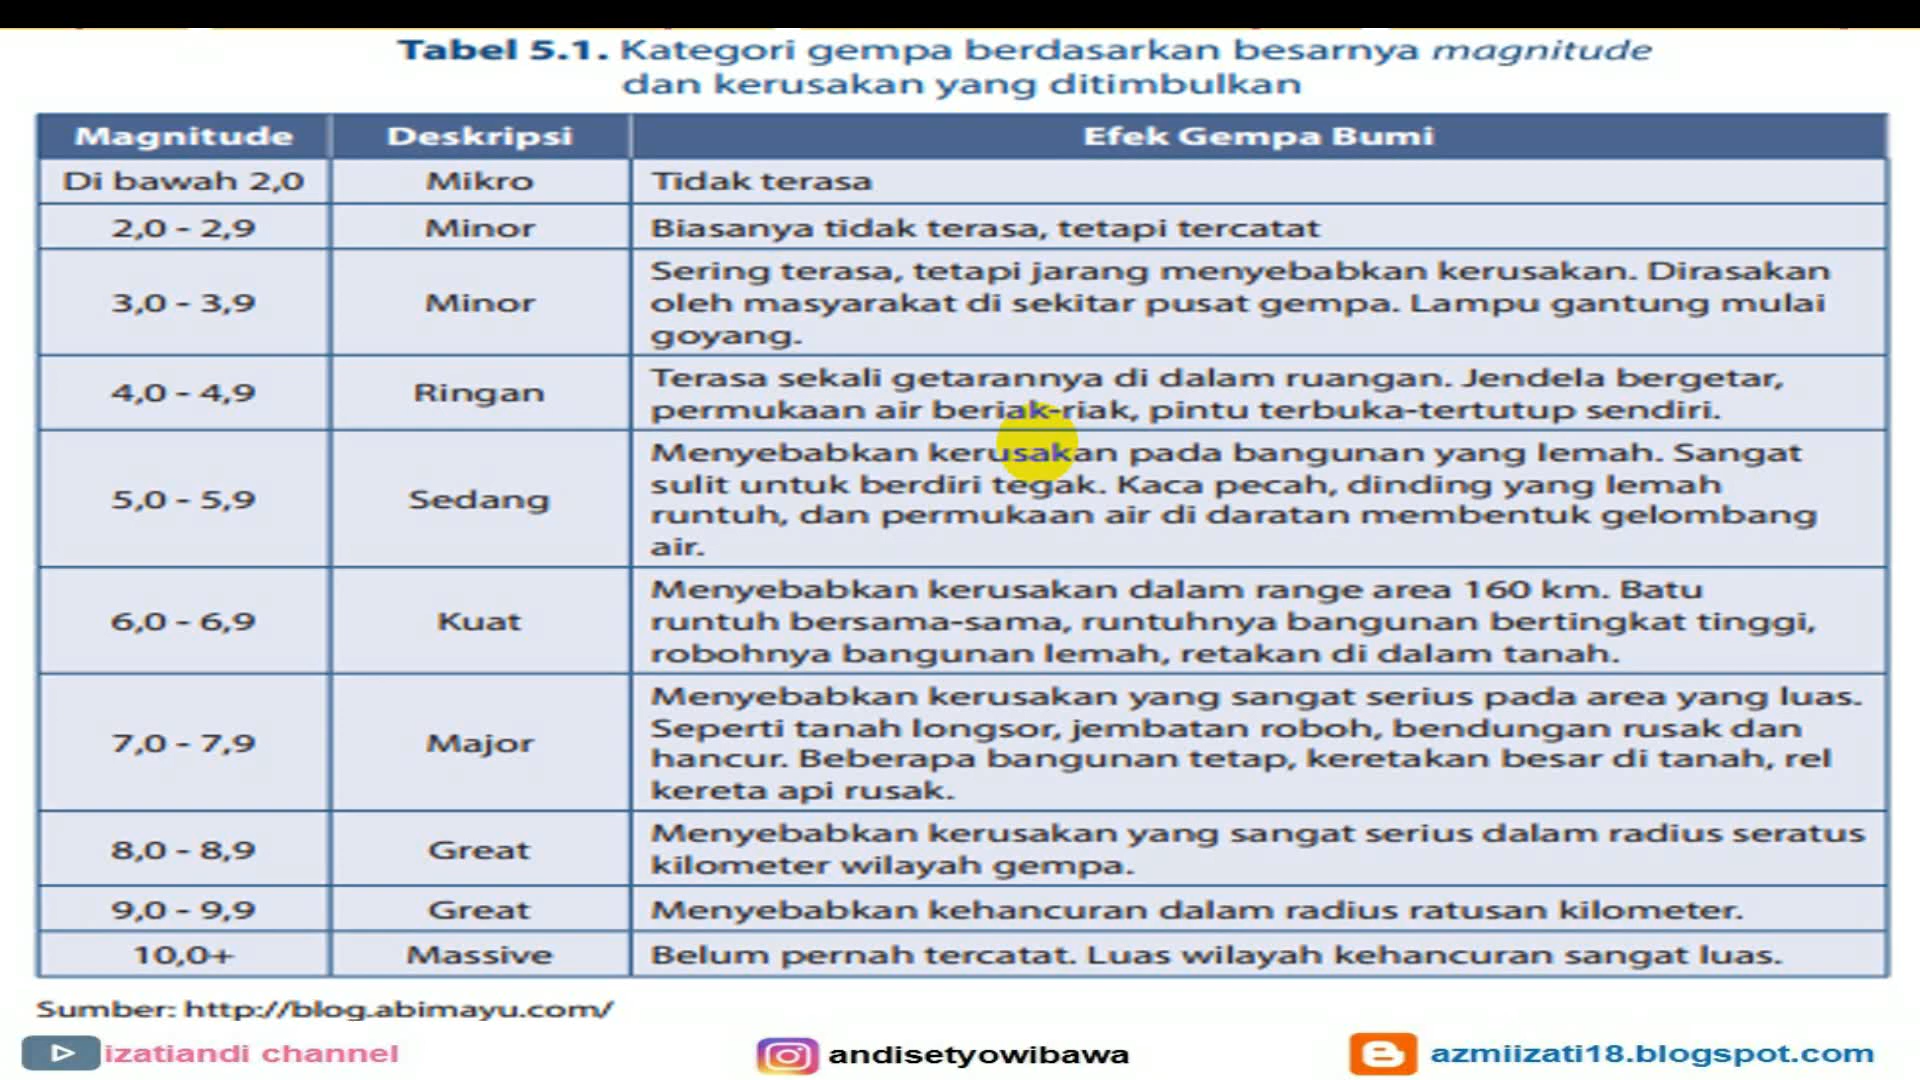 Tabel 5.1. Kategori gempa berdasarkan besarnya magnitude
dan kerusakan yang ditimbulkan
Magnitude Deskripsi Efek Gempa Bumi
Di bawah 2,0 Mikro Tidak terasa
2,0 - 2,9 Minor Biasanya tidak terasa, tetapi tercatat
3,0 - 3,9 Minor Sering terasa, tetapi jarang menyebabkan kerusakan. Dirasakan
oleh masyarakat di sekitar pusat gempa. Lampu gantung mulai
goyang.
4,0 - 4,9 Ringan Terasa sekali getarannya di dalam ruangan. Jendela bergetar,
permukaan air beriak-riak, pintu terbuka-tertutup sendiri.
5,0 - 5,9 Sedang Menyebabkan kerusakan pada bangunan yang lemah. Sangat
sulit untuk berdiri tegak. Kaca pecah, dinding yang lemah
runtuh, dan permukaan air di daratan membentuk gelombang
air.
6,0 - 6,9 Kuat Menyebabkan kerusakan dalam range area 160 km. Batu
runtuh bersama-sama, runtuhnya bangunan bertingkat tinggi,
robohnya bangunan lemah, retakan di dalam tanah.
7,0 - 7,9 Major Menyebabkan kerusakan yang sangat serius pada area yang luas.
Seperti tanah longsor, jembatan roboh, bendungan rusak dan
hancur. Beberapa bangunan tetap, keretakan besar di tanah, rel
kereta api rusak.
8,0 - 8,9 Great Menyebabkan kerusakan yang sangat serius dalam radius seratus
kilometer wilayah gempa.
9,0 - 9,9 Great Menyebabkan kehancuran dalam radius ratusan kilometer.
10,0+ Massive Belum pernah tercatat. Luas wilayah kehancuran sangat luas.
Sumber: http://blog.abimayu.com/
izatiandi channel andisetyowibawa azmiizati18.blogspot.com